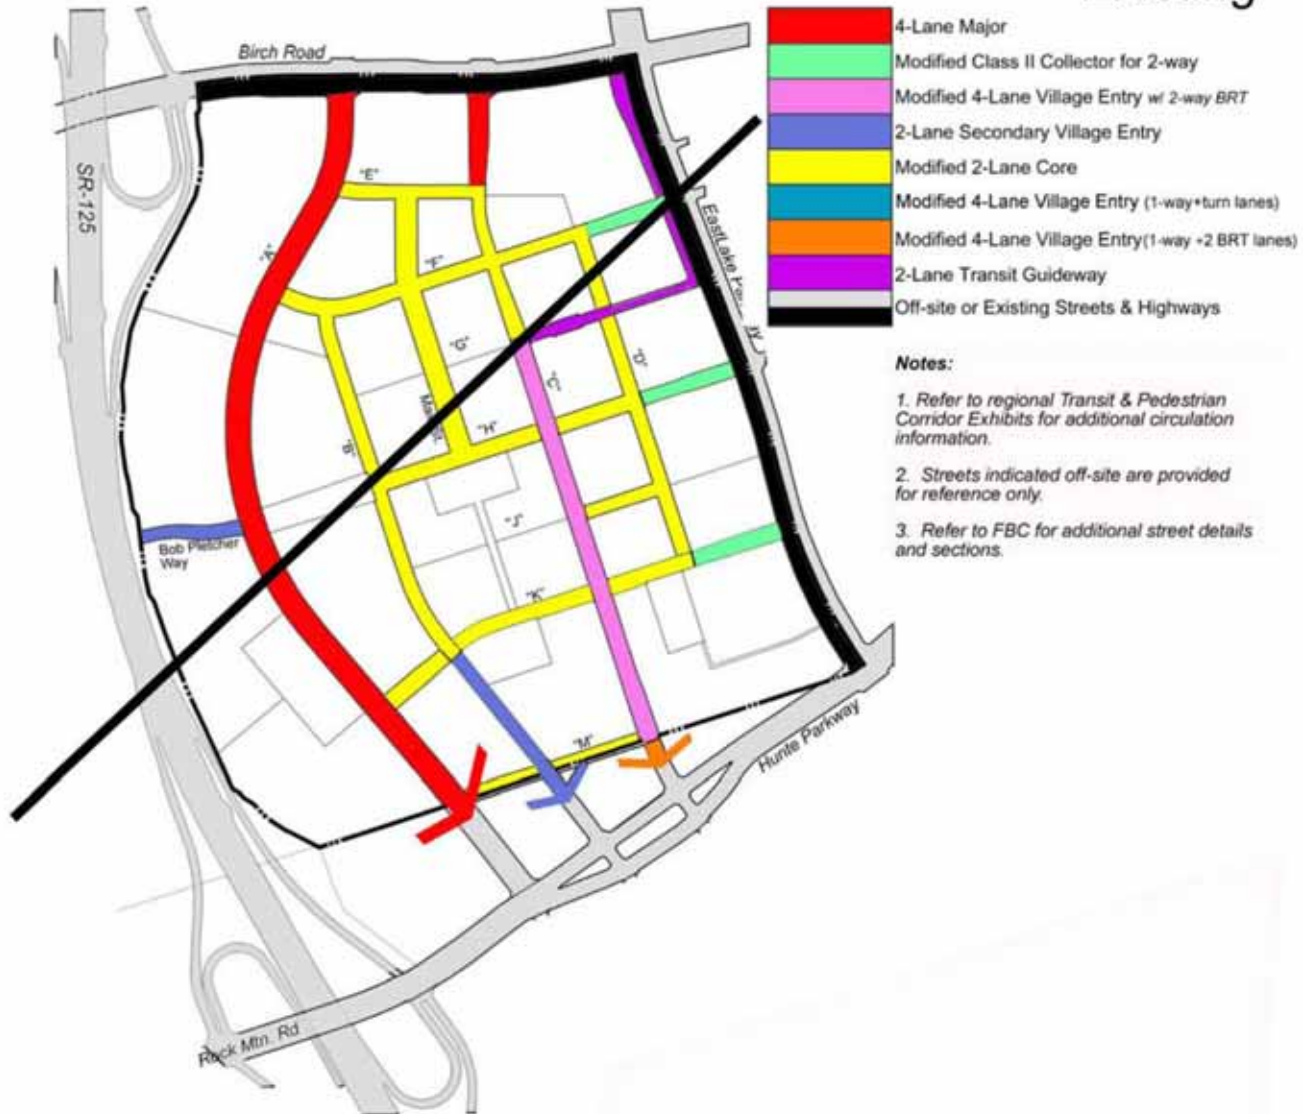 Birch Road
SR-125
"E"
"A"
"F"
EastLake
"G"
"D"
"C"
"H"
"B"
"J"
Bob Pletcher
Way
"K"
"M"
Hunte Parkway
Rock Mtn. Rd
4-Lane Major
Modified Class II Collector for 2-way
Modified 4-Lane Village Entry w/ 2-way BRT
2-Lane Secondary Village Entry
Modified 2-Lane Core
Modified 4-Lane Village Entry (1-way+turn lanes)
Modified 4-Lane Village Entry(1-way +2 BRT lanes)
2-Lane Transit Guideway
Off-site or Existing Streets & Highways
Notes:
1. Refer to regional Transit & Pedestrian
Corridor Exhibits for additional circulation
information.
2. Streets indicated off-site are provided
for reference only.
3. Refer to FBC for additional street details
and sections.